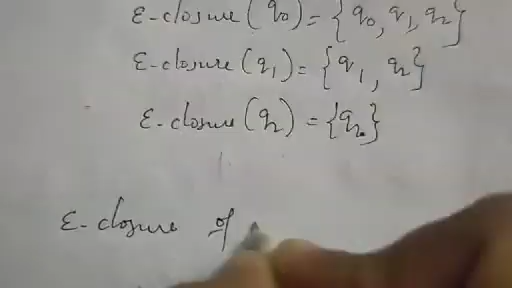 ε-closure (q0) = {q0, q1, q2}
ε-closure (q1) = {q1, q2}
ε-closure (q2) = {q2}
ε-closure of